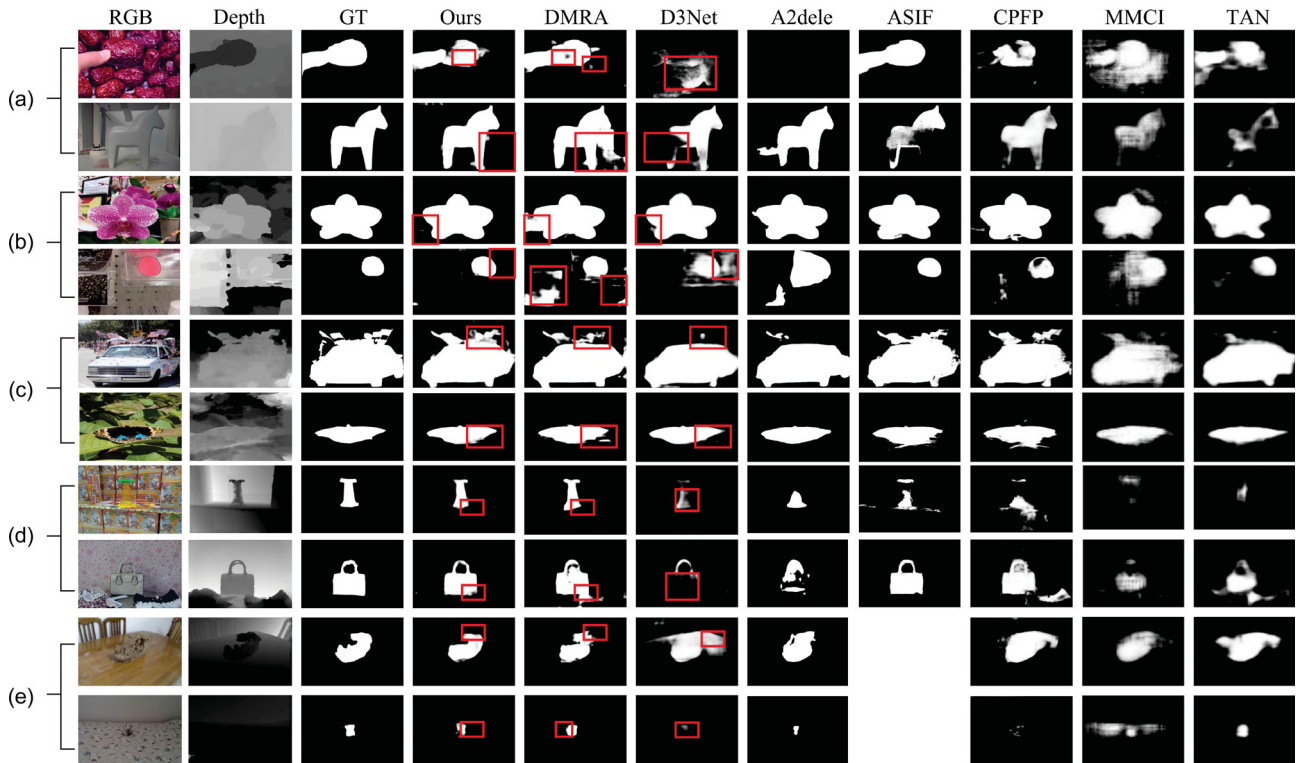 RGB Depth GT Ours DMRA D3Net A2dele ASIF CPFP MMCI TAN
(a)
(b)
(c)
(d)
(e)